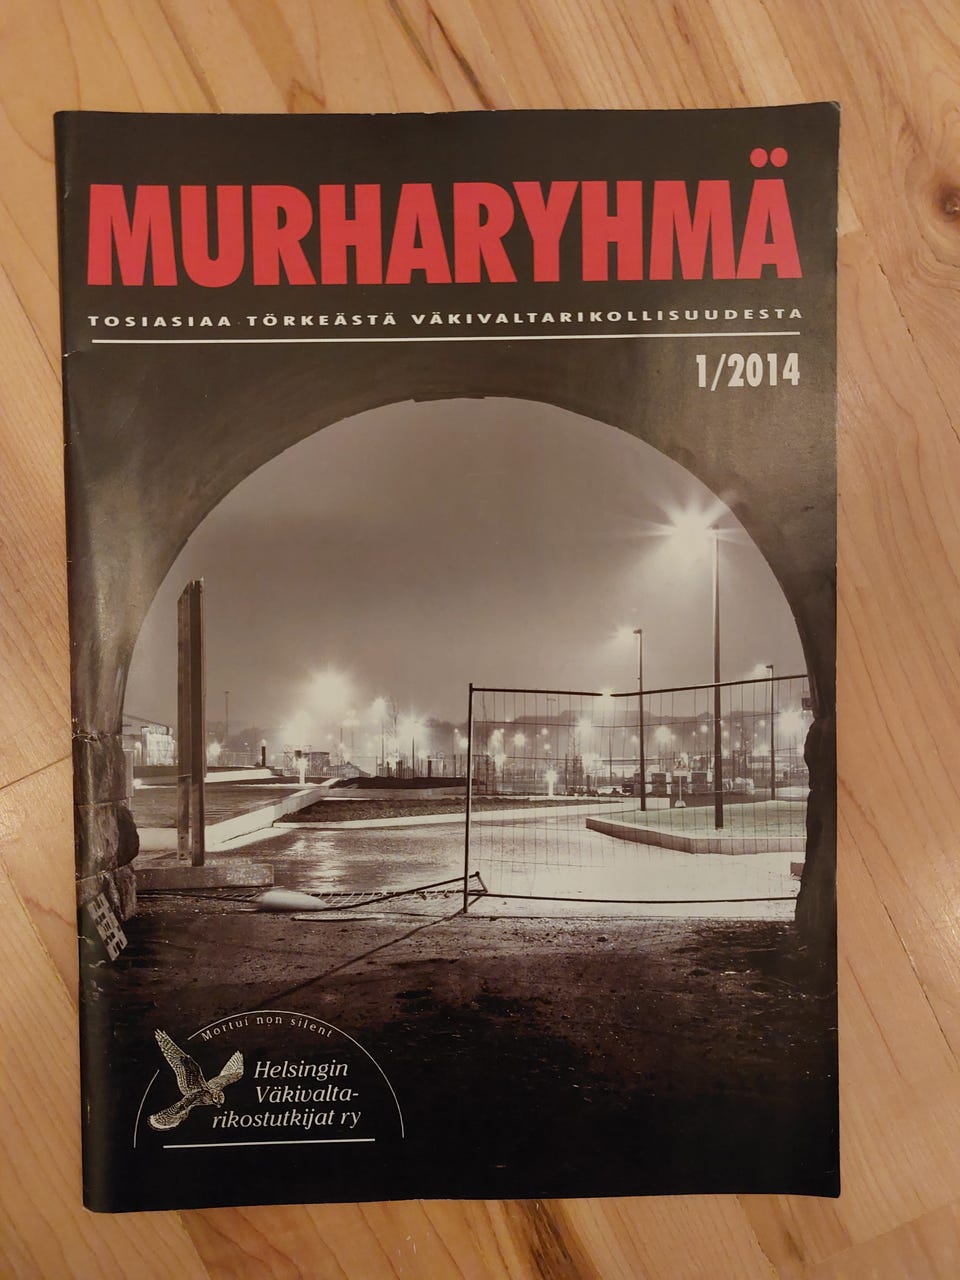 MURHARYHMÄ
TOSIASIAA TÖRKEÄSTÄ VÄKIVALTARIKOLLISUUDESTA
1/2014
Mortui non silent
Helsingin
Väkivalta-
rikostutkijat ry